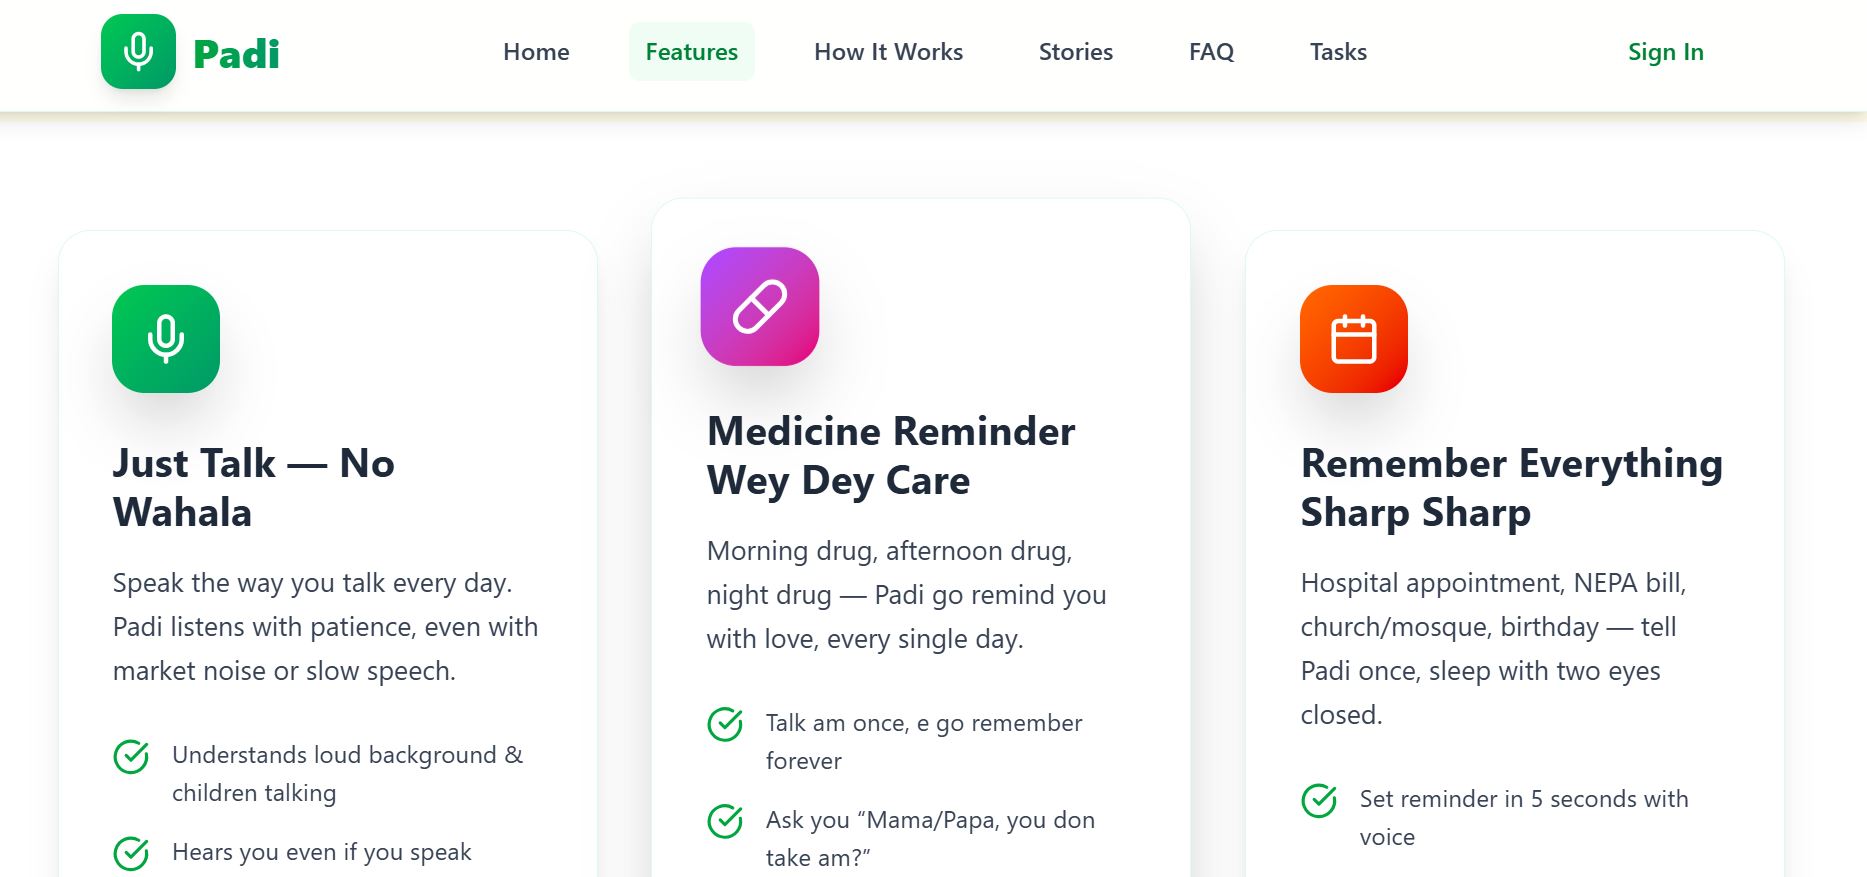 Padi
Home
Features
How It Works
Stories
FAQ
Tasks
Sign In
Just Talk — No
Wahala
Speak the way you talk every day.
Padi listens with patience, even with
market noise or slow speech.
Understands loud background &
children talking
Hears you even if you speak
Medicine Reminder
Wey Dey Care
Morning drug, afternoon drug,
night drug — Padi go remind you
with love, every single day.
Talk am once, e go remember
forever
Ask you “Mama/Papa, you don
take am?”
Remember Everything
Sharp Sharp
Hospital appointment, NEPA bill,
church/mosque, birthday — tell
Padi once, sleep with two eyes
closed.
Set reminder in 5 seconds with
voice